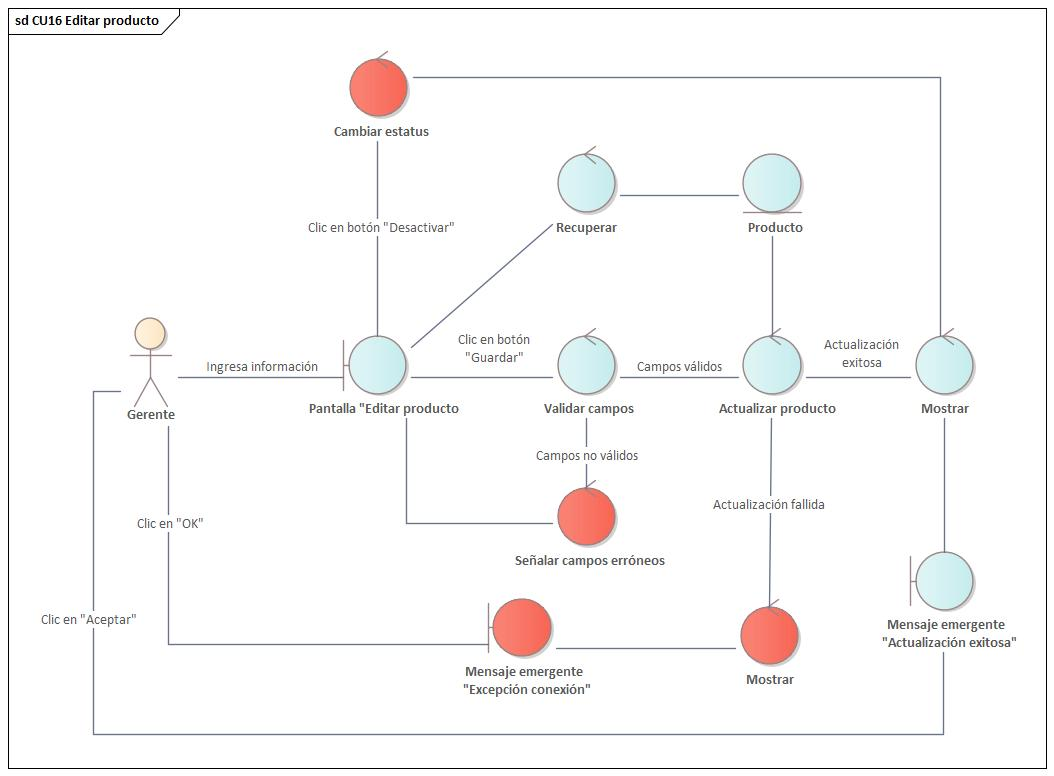 sd CU16 Editar producto
Cambiar estatus
Clic en botón "Desactivar"
Recuperar
Producto
Clic en botón
"Guardar"
Actualización
exitosa
Ingresa información
Campos válidos
Gerente
Pantalla "Editar producto
Validar campos
Actualizar producto
Mostrar
Campos no válidos
Actualización fallida
Clic en "OK"
Señalar campos erróneos
Clic en "Aceptar"
Mensaje emergente
"Actualización exitosa"
Mensaje emergente
"Excepción conexión"
Mostrar